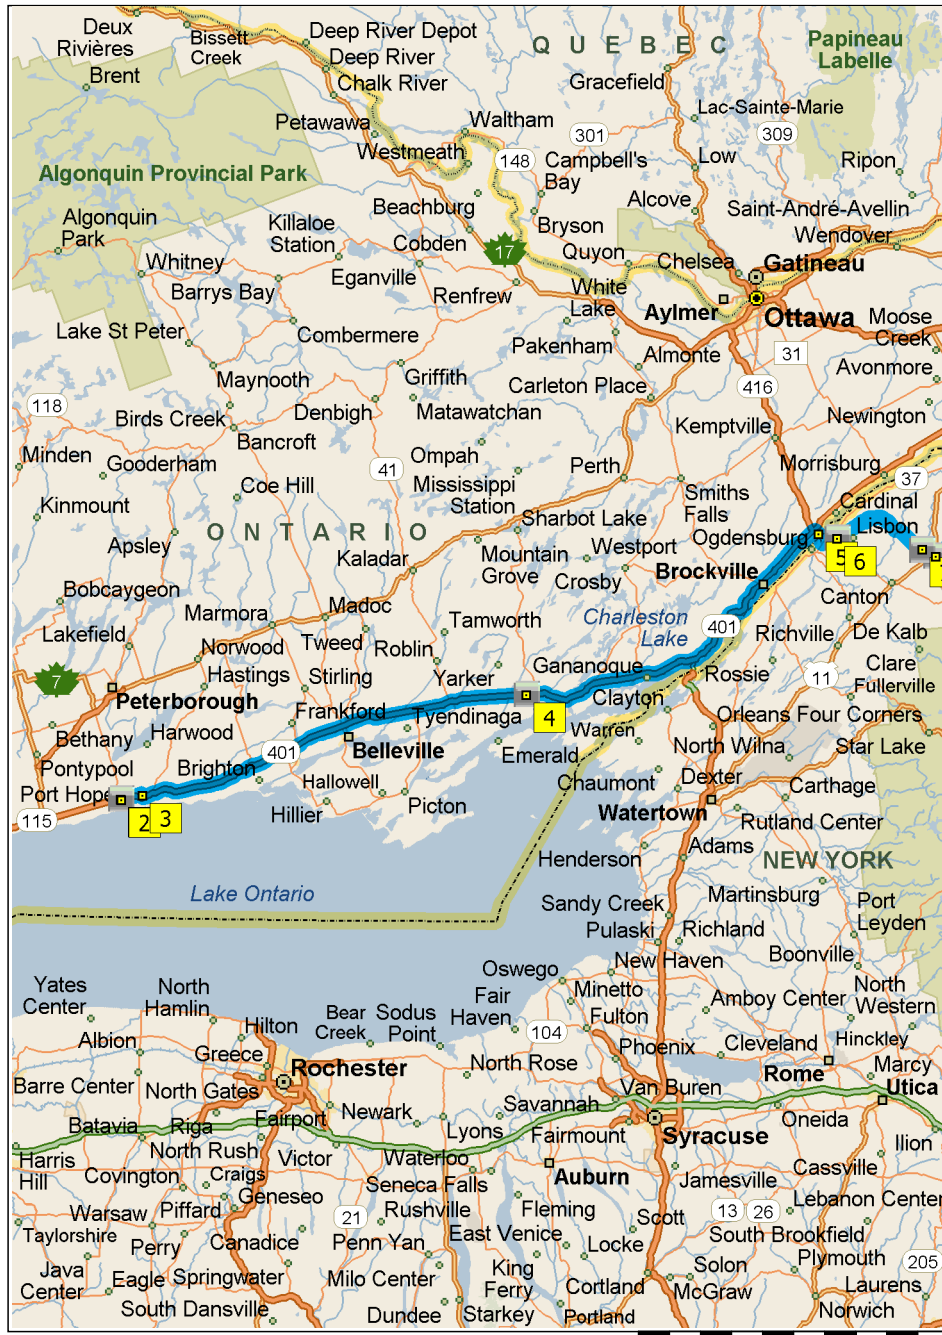 Deux
Rivières
Bissett
Creek
Deep River Depot
Deep River
QUEBEC
Papineau
Labelle
Brent
Chalk River
Gracefield
Lac-Sainte-Marie
Petawawa
Waltham
301
309
Westmeath
148
Campbell's
Bay
Low
Ripon
Algonquin Provincial Park
Beachburg
Alcove
Saint-André-Avellin
Algonquin
Park
Killaloe
Station
Cobden
Bryson
Wendover
17
Quyon
Chelsea
Gatineau
Whitney
Eganville
Barrys Bay
Renfrew
White
Lake
Aylmer
Ottawa
Moose
Creek
Lake St Peter
Combermere
Pakenham
Almonte
31
Avonmore
Maynooth
Griffith
Carleton Place
416
118
Birds Creek
Denbigh
Matawatchan
Kemptville
Newington
Bancroft
Minden
Gooderham
41
Ompah
Perth
Morrisburg
37
Coe Hill
Mississippi
Station
Smiths
Falls
Cardinal
Kinmount
ONTARIO
Sharbot Lake
Ogdensburg
Lisbon
Apsley
Kaladar
Mountain
Grove
Westport
5
6
7
Crosby
Brockville
Bobcaygeon
Canton
Marmora
Madoc
Tamworth
Charleston
Lake
401
Richville
De Kalb
Lakefield
Norwood
Tweed
Roblin
Hastings
Stirling
Yarker
Gananoque
Rossie
11
Clare
Fullerville
7
Peterborough
Clayton
Frankford
Tyendinaga
4
Orleans Four Corners
Bethany
Harwood
401
Belleville
Warren
North Wilna
Star Lake
Emerald
Pontypool
Brighton
Hallowell
Chaumont
Dexter
Carthage
Port Hope
Picton
115
2
3
Hillier
Watertown
Rutland Center
Adams
Henderson
NEW YORK
Lake Ontario
Martinsburg
Port
Leyden
Sandy Creek
Pulaski
Richland
Boonville
Oswego
New Haven
Yates
Center
North
Hamlin
Fair
Haven
Minetto
Amboy Center
North
Western
Bear
Creek
Sodus
Point
Fulton
Hilton
104
Hinckley
Albion
Greece
Phoenix
Cleveland
Rochester
North Rose
Rome
Marcy
Barre Center
North Gates
Van Buren
Utica
Newark
Savannah
Batavia
Riga
Fairport
Lyons
Fairmount
Oneida
Syracuse
Ilion
Harris
Hill
North Rush
Victor
Waterloo
Covington
Craigs
Seneca Falls
Auburn
Jamesville
Cassville
Geneseo
Warsaw
Piffard
Rushville
Fleming
13
26
Lebanon Center
21
Taylorshire
Perry
Canadice
Penn Yan
East Venice
Scott
South Brookfield
Locke
Java
Center
Eagle
Springwater
Milo Center
King
Ferry
Solon
Plymouth
205
Cortland
McGraw
Laurens
South Dansville
Dundee
Starkey
Portland
Norwich